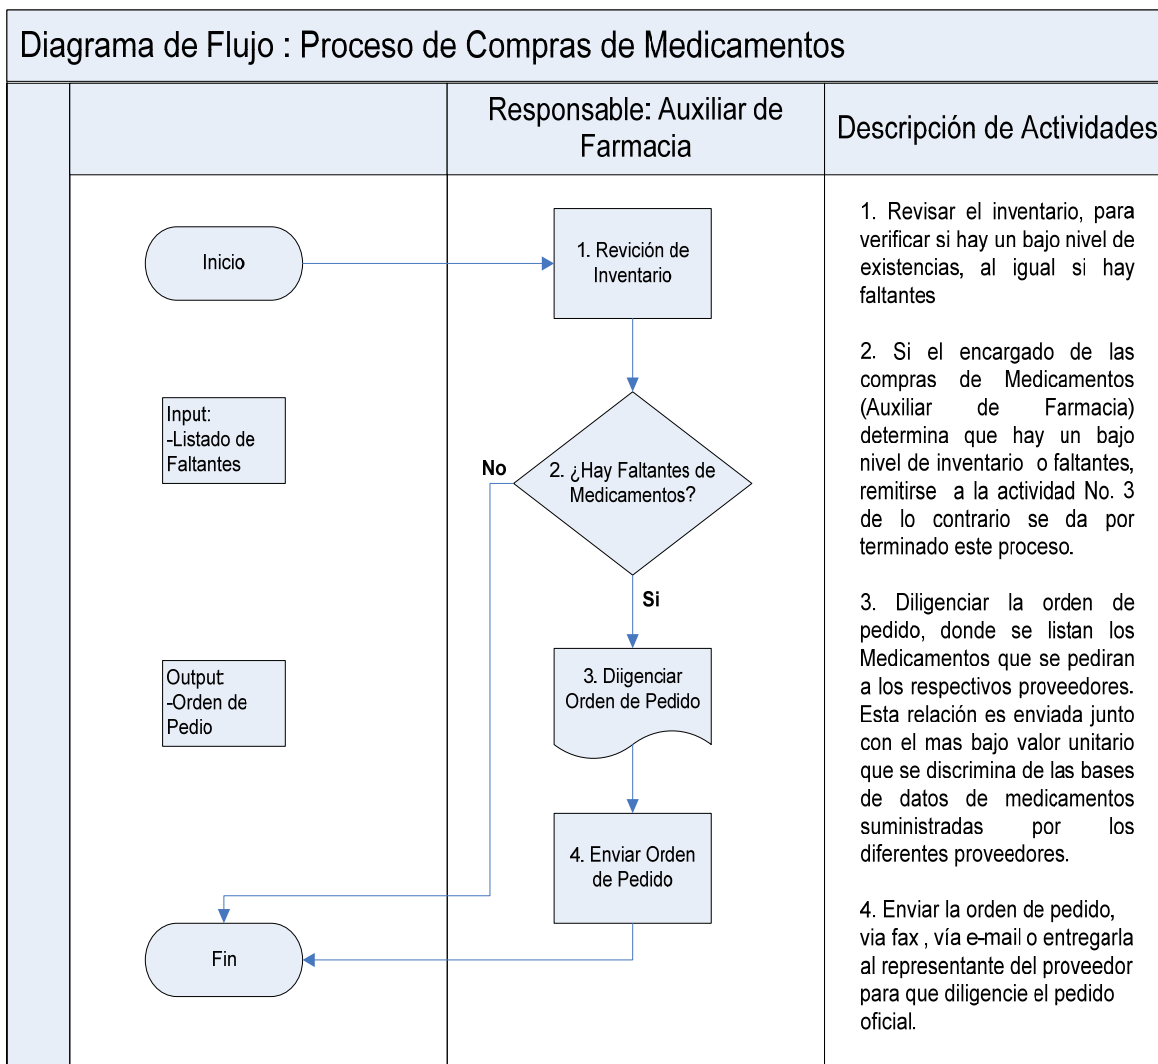 Diagrama de Flujo : Proceso de Compras de Medicamentos
Responsable: Auxiliar de
Farmacia
Descripción de Actividades
Inicio
1. Revición de
Inventario
Input:
-Listado de
Faltantes
No
2. ¿Hay Faltantes de
Medicamentos?
Si
Output:
-Orden de
Pedio
3. Diigenciar
Orden de Pedido
4. Enviar Orden
de Pedido
Fin
1. Revisar el inventario, para
verificar si hay un bajo nivel de
existencias, al igual si hay
faltantes
2. Si el encargado de las
compras de Medicamentos
(Auxiliar de Farmacia)
determina que hay un bajo
nivel de inventario o faltantes,
remitirse a la actividad No. 3
de lo contrario se da por
terminado este proceso.
3. Diligenciar la orden de
pedido, donde se listan los
Medicamentos que se pediran
a los respectivos proveedores.
Esta relación es enviada junto
con el mas bajo valor unitario
que se discrimina de las bases
de datos de medicamentos
suministradas por los
diferentes proveedores.
4. Enviar la orden de pedido,
via fax , vía e-mail o entregarla
al representante del proveedor
para que diligencie el pedido
oficial.